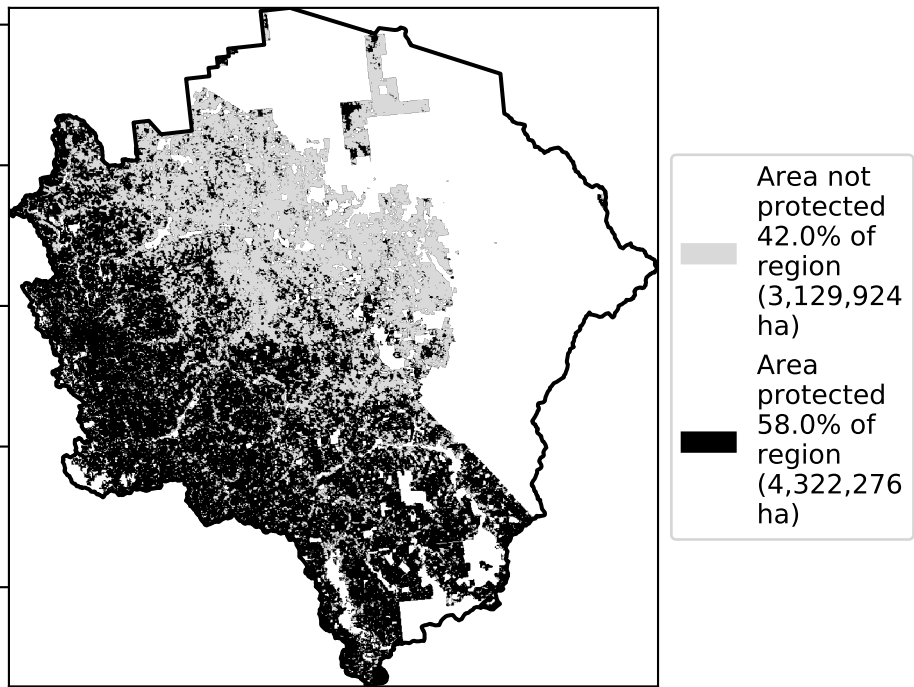 Area not
protected
42.0% of
region
(3,129,924
ha)
Area
protected
58.0% of
region
(4,322,276
ha)